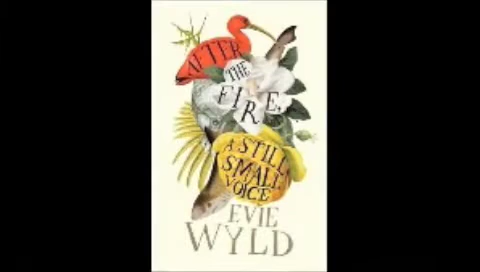 AFTER
THE
FIRE,
A STILL
SMALL
VOICE
EVIE
WYLD